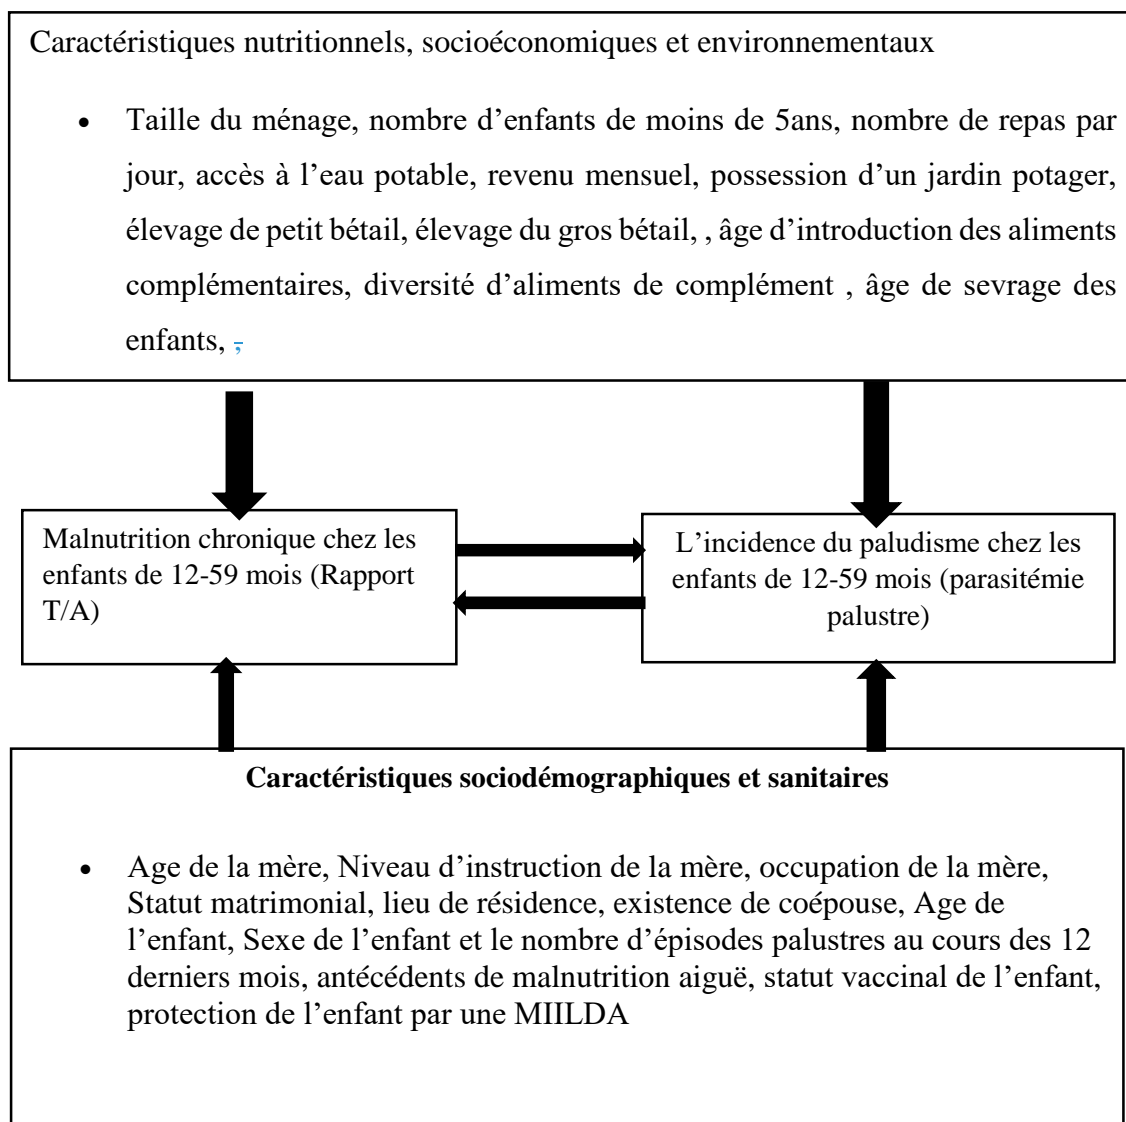 Caractéristiques nutritionnels, socioéconomiques et environnementaux
• Taille du ménage, nombre d’enfants de moins de 5ans, nombre de repas par
jour, accès à l’eau potable, revenu mensuel, possession d’un jardin potager,
élevage de petit bétail, élevage du gros bétail, , âge d’introduction des aliments
complémentaires, diversité d’aliments de complément , âge de sevrage des
enfants, ,
Malnutrition chronique chez les
enfants de 12-59 mois (Rapport
T/A)
L’incidence du paludisme chez les
enfants de 12-59 mois (parasitémie
palustre)
Caractéristiques sociodémographiques et sanitaires
• Age de la mère, Niveau d’instruction de la mère, occupation de la mère,
Statut matrimonial, lieu de résidence, existence de coépouse, Age de
l’enfant, Sexe de l’enfant et le nombre d’épisodes palustres au cours des 12
derniers mois, antécédents de malnutrition aiguë, statut vaccinal de l’enfant,
protection de l’enfant par une MIILDA